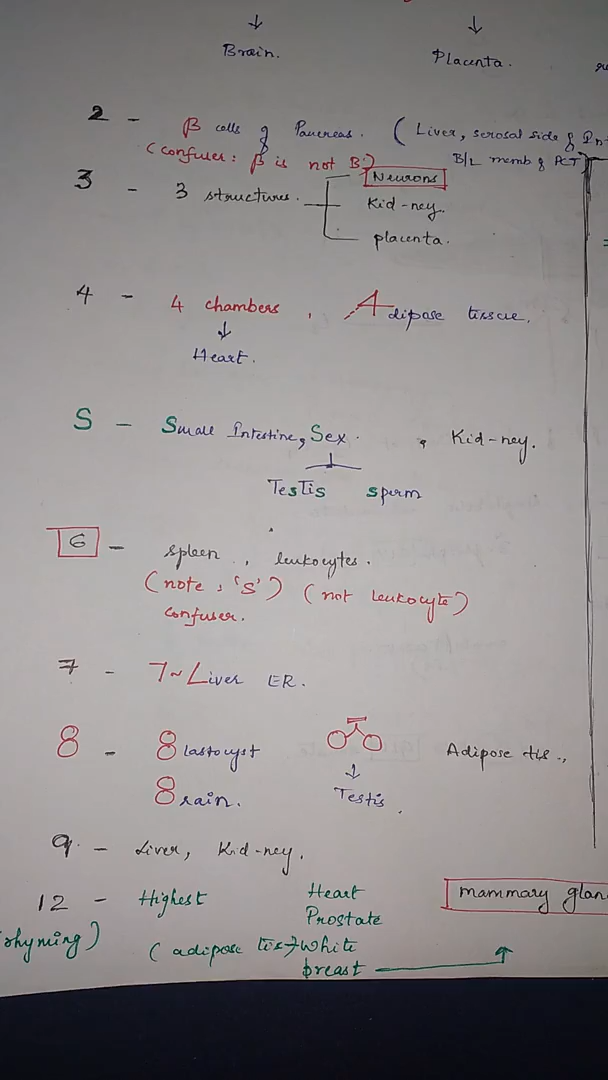 Brain. Placenta.
2 - β cells of Pancreas. (Liver, serosal side of Int
(confuser: β is not B!) B/L memb of PCT)
3 - 3 structures. Neurons
Kid-ney.
placenta.
4 - 4 chambers, Adipose tissue.
Heart.
5 - Small Intestine, Sex. , Kid-ney.
Testis sperm
6 - spleen, leukocytes.
(note, 'S') (not leukocyte)
confuser.
7 - 7~Liver ER.
8 - 8lastocyst Adipose tis.,
8rain. Testis.
9 - Liver, Kid-ney.
12 - Highest Heart mammary glan
Prostate
rhyming) (adipose tis→white
breast